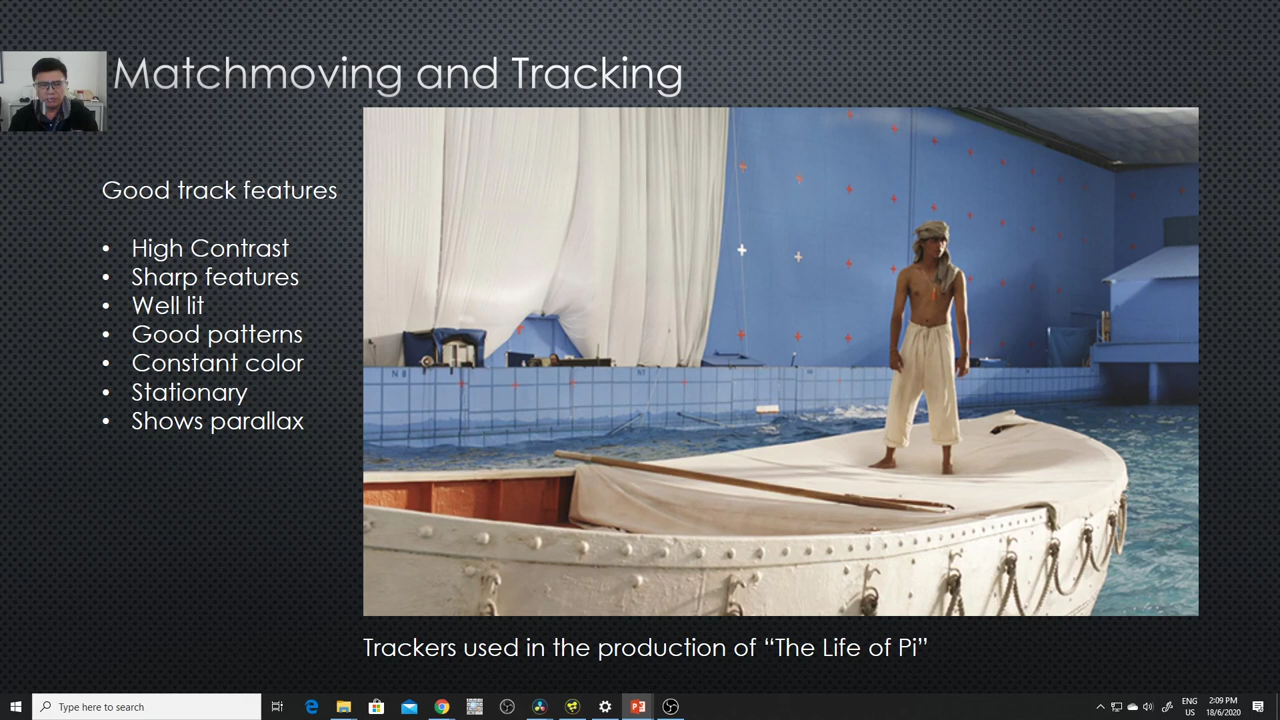 Matchmoving and Tracking
Good track features
• High Contrast
• Sharp features
• Well lit
• Good patterns
• Constant color
• Stationary
• Shows parallax
N 8
Trackers used in the production of “The Life of Pi”
Type here to search
ENG
US
2:09 PM
18/6/2020